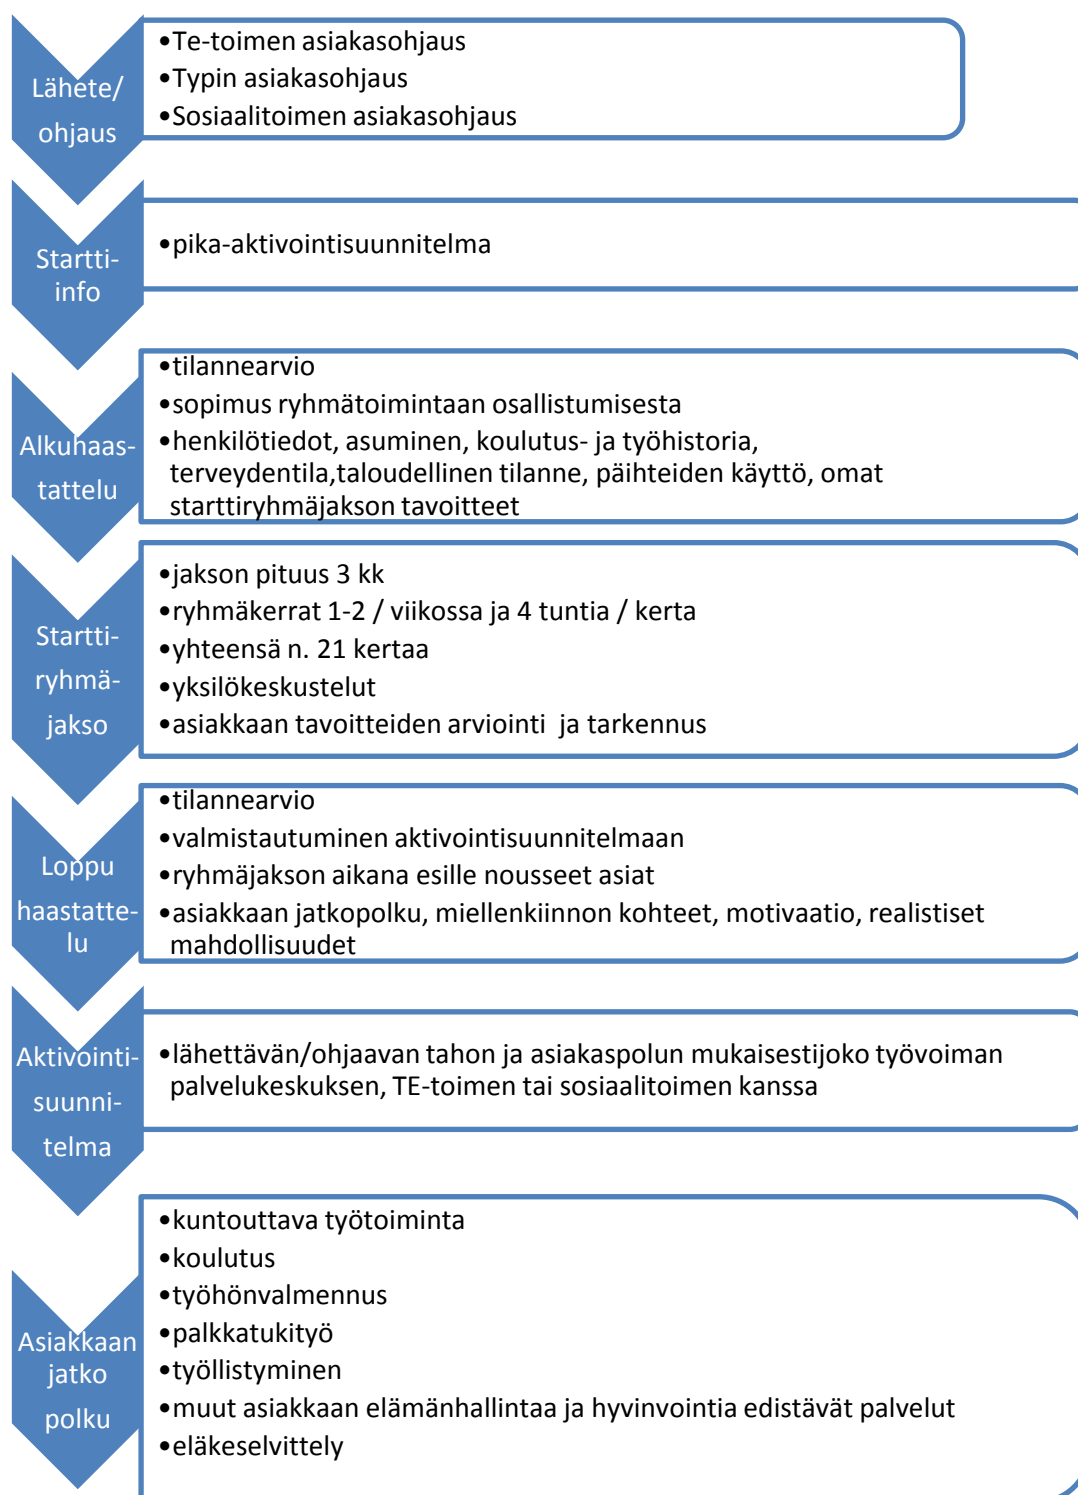 Lähete/
ohjaus
•Te-toimen asiakasohjaus
•Typin asiakasohjaus
•Sosiaalitoimen asiakasohjaus
Startti-
info
•pika-aktivointisuunnitelma
Alkuhaas-
tattelu
•tilannearvio
•sopimus ryhmätoimintaan osallistumisesta
•henkilötiedot, asuminen, koulutus- ja työhistoria,
terveydentila,taloudellinen tilanne, päihteiden käyttö, omat
starttiryhmäjakson tavoitteet
Startti-
ryhmä-
jakso
•jakson pituus 3 kk
•ryhmäkerrat 1-2 / viikossa ja 4 tuntia / kerta
•yhteensä n. 21 kertaa
•yksilökeskustelut
•asiakkaan tavoitteiden arviointi  ja tarkennus
Loppu
haastatte-
lu
•tilannearvio
•valmistautuminen aktivointisuunnitelmaan
•ryhmäjakson aikana esille nousseet asiat
•asiakkaan jatkopolku, miellenkiinnon kohteet, motivaatio, realistiset
mahdollisuudet
Aktivointi-
suunni-
telma
•lähettävän/ohjaavan tahon ja asiakaspolun mukaisestijoko työvoiman
palvelukeskuksen, TE-toimen tai sosiaalitoimen kanssa
Asiakkaan
jatko
polku
•kuntouttava työtoiminta
•koulutus
•työhönvalmennus
•palkkatukityö
•työllistyminen
•muut asiakkaan elämänhallintaa ja hyvinvointia edistävät palvelut
•eläkeselvittely